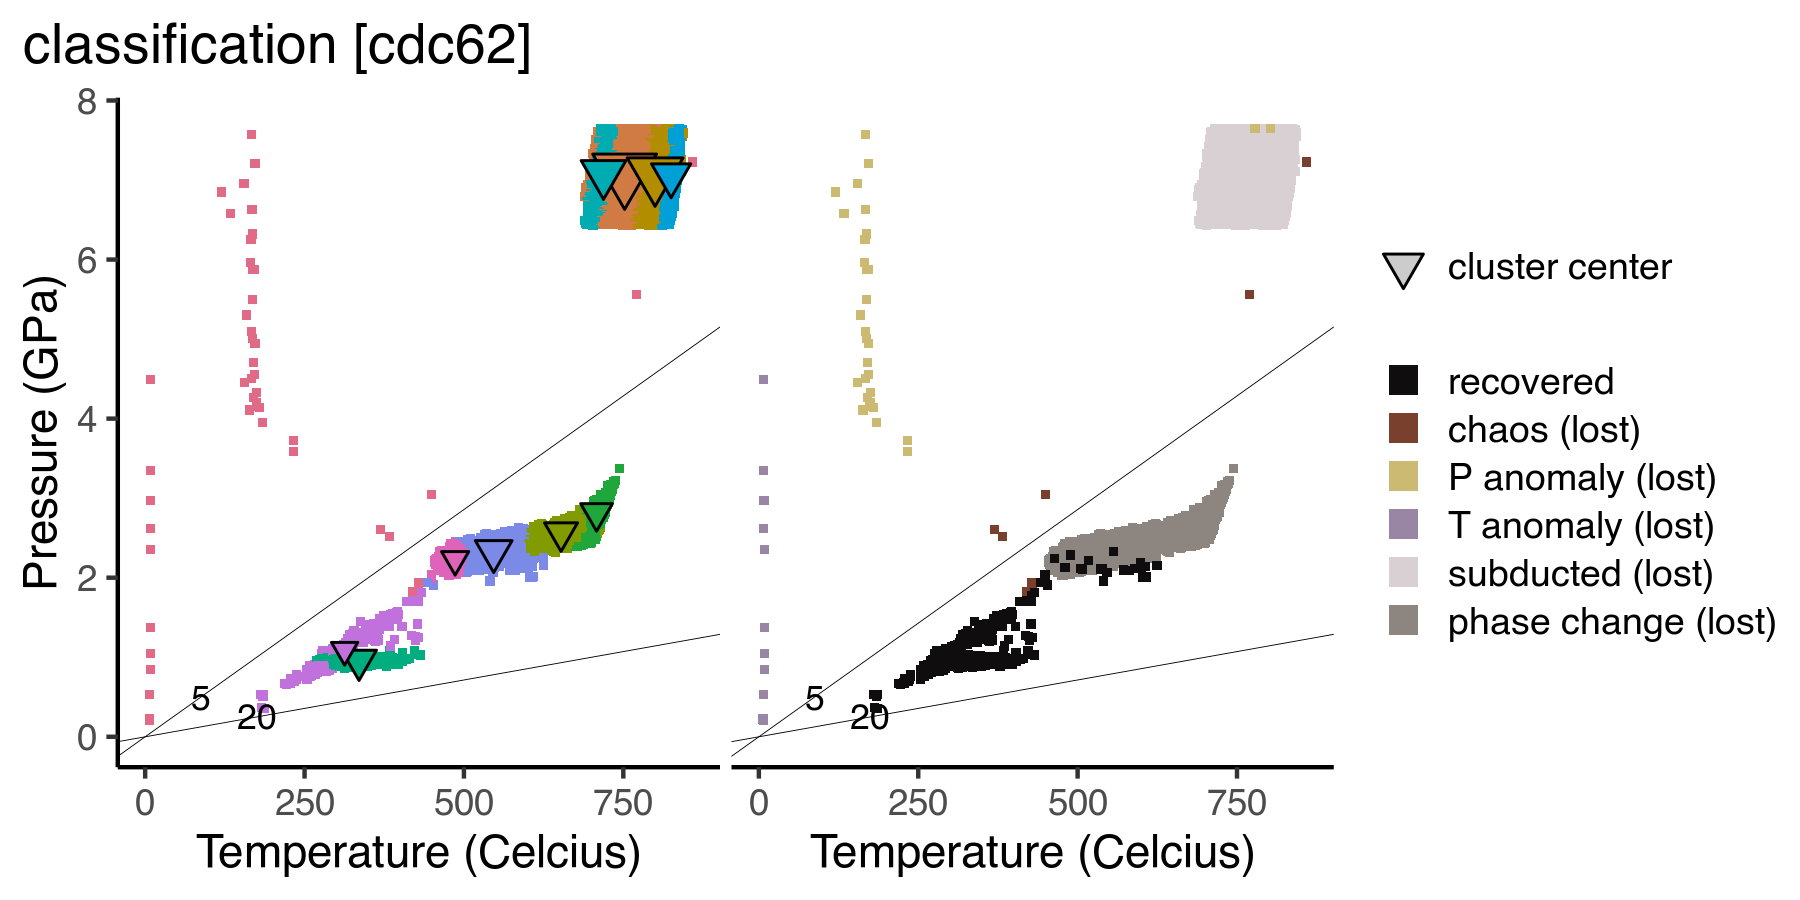 classification [cdc62]
Pressure (GPa)
8
6
4
2
0
5
20
0
250
500
750
Temperature (Celcius)
5
20
0
250
500
750
Temperature (Celcius)
cluster center
recovered
chaos (lost)
P anomaly (lost)
T anomaly (lost)
subducted (lost)
phase change (lost)